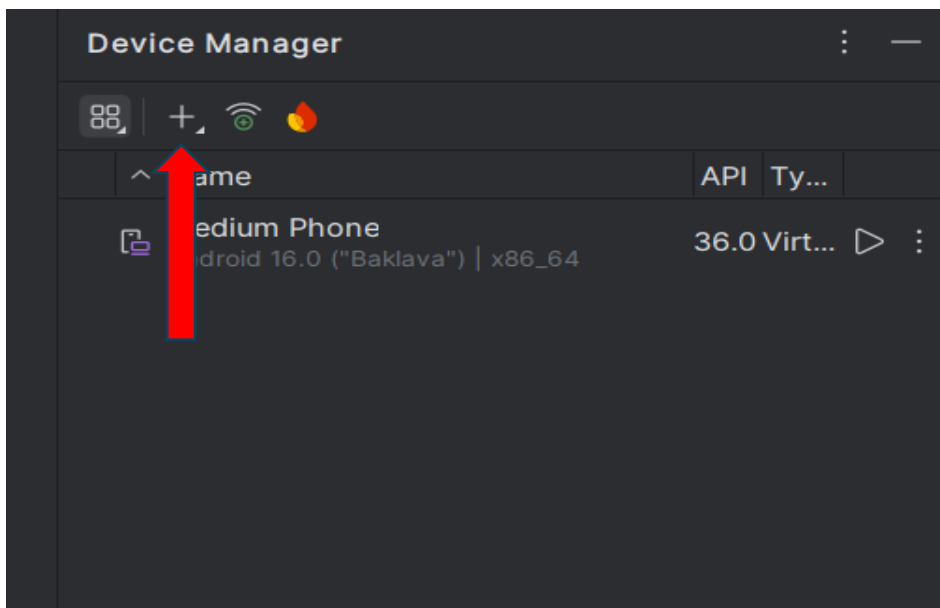 Device Manager
ame API Ty...
edium Phone
36.0 Virt...
droid 16.0 ("Baklava") | x86_64